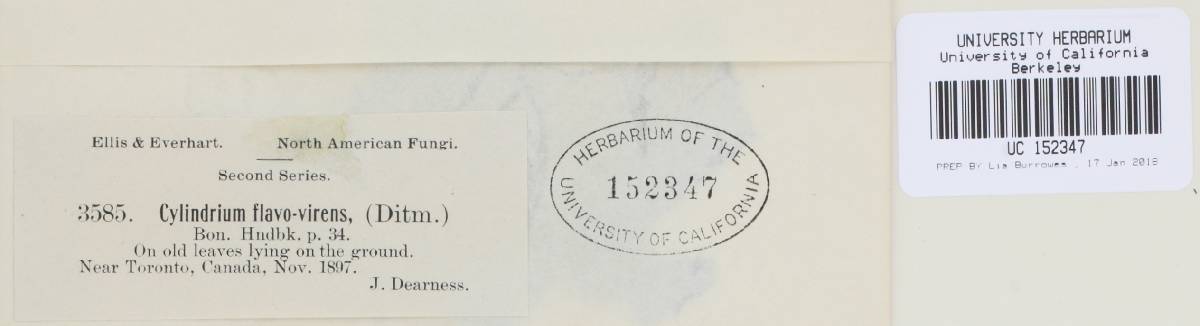 Ellis & Everhart. North American Fungi.
Second Series.
3585. Cylindrium flavo-virens, (Ditm.)
Bon. Hndbk. p. 34.
On old leaves lying on the ground.
Near Toronto, Canada, Nov. 1897.
J. Dearness.
HERBARIUM OF THE
152347
UNIVERSITY OF CALIFORNIA
UNIVERSITY HERBARIUM
University of California
Berkeley
UC 152347
PREP BY Lia Burrowes , 17 Jan 2018